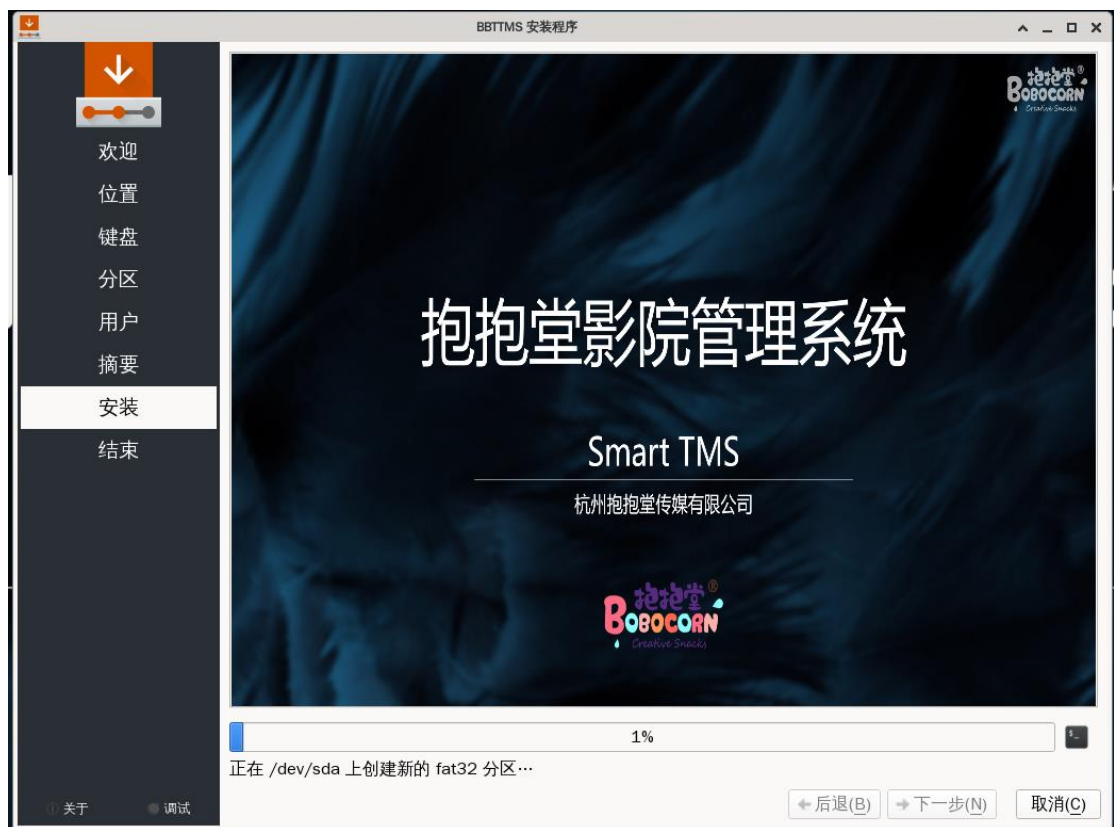 BBTTMS 安装程序
欢迎
位置
键盘
分区
用户
摘要
安装
结束
抱抱堂®
BOBOCORN
Creative Snacks
抱抱堂影院管理系统
Smart TMS
杭州抱抱堂传媒有限公司
抱抱堂®
BOBOCORN
Creative Snacks
1%
正在 /dev/sda 上创建新的 fat32 分区…
关于
调试
后退(B)
下一步(N)
取消(C)